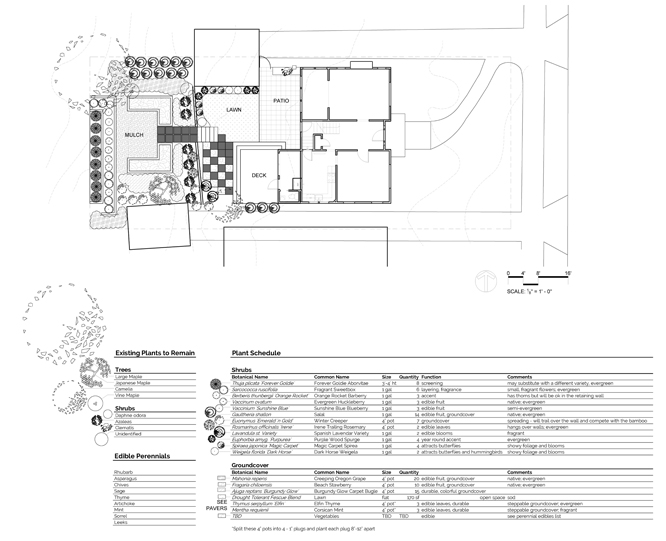 LAWN
PATIO
MULCH
DECK
0 4' 8' 16'
SCALE: 1/8" = 1' - 0"
Existing Plants to Remain
Trees
Large Maple
Japanese Maple
Camelia
Vine Maple
Shrubs
Daphne odora
Azaleas
Clematis
Unidentified
Edible Perennials
Rhubarb
Asparagus
Chives
Sage
Thyme
Artichoke
Mint
Sorrel
Leeks
Plant Schedule
Shrubs
Botanical Name Common Name Size Quantity Function Comments
Thuja plicata 'Forever Goldie' Forever Goldie Aborvitae 3'-4' ht 8 screening may substitute with a different variety, evergreen
Sarcococca ruscifolia Fragrant Sweetbox 1 gal 6 layering, fragrance small, fragrant flowers, evergreen
Berberis thunbergi 'Orange Rocket' Orange Rocket Barberry 1 gal 3 accent has thorns but will be ok in the retaining wall
Vaccinium ovatum Evergreen Huckleberry 1 gal 3 edible fruit native, evergreen
Vaccinium 'Sunshine Blue' Sunshine Blue Blueberry 1 gal 3 edible fruit semi-evergreen
Gaultheria shallon Salal 1 gal 14 edible fruit, groundcover native, evergreen
Euonymus 'Emerald 'n Gold' Winter Creeper 4" pot 7 groundcover spreading - will trail over the wall and compete with the bamboo
Rosmarinus officinalis 'Irene' Irene Trailing Rosemary 4" pot 2 edible leaves hangs over walls, evergreen
Lavandula st. variety Spanish Lavendar Variety 1 gal 2 edible blooms fragrant
Euphorbia amyg. 'Purpurea' Purple Wood Spurge 1 gal 4 year round accent evergreen
Spiraea japonica 'Magic Carpet' Magic Carpet Spirea 1 gal 4 attracts butterflies showy foliage and blooms
Weigela florida 'Dark Horse' Dark Horse Weigela 1 gal 2 attracts butterflies and hummingbirds showy foliage and blooms
Groundcover
Botanical Name Common Name Size Quantity Function Comments
Mahonia repens Creeping Oregon Grape 4" pot 20 edible fruit, groundcover native, evergreen
Fragaria chiloensis Beach Stawberry 4" pot 10 edible fruit, groundcover native, evergreen
Ajuga reptans 'Burgundy Glow' Burgundy Glow Carpet Bugle 4" pot 15 durable, colorful groundcover
Drought Tolerant Fescue Blend Lawn flat 170 sf open space sod
SEE PAVERS
Thymus serpyllum 'Elfin' Elfin Thyme 4" pot* 3 edible leaves, durable steppable groundcover, evergreen
Mentha requienii Corsican Mint 4" pot* 3 edible leaves, durable steppable groundcover, fragrant
TBD Vegetables TBD TBD edible see perennial edibles list
*Split these 4" pots into 4 - 1" plugs and plant each plug 8"-12" apart